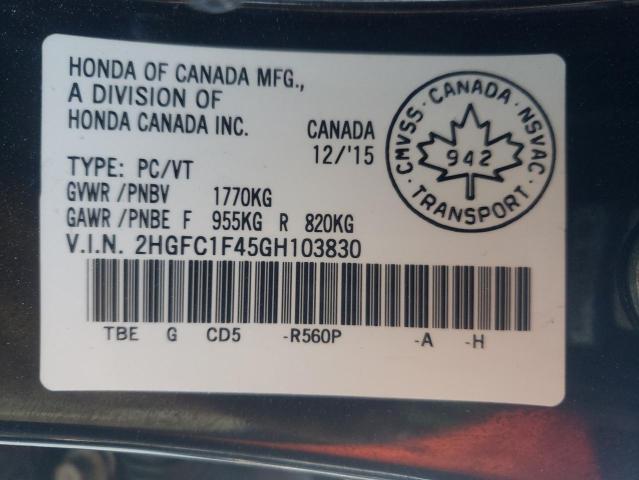 HONDA OF CANADA MFG.,
A DIVISION OF
HONDA CANADA INC.
CANADA
12/'15
TYPE: PC/VT
GVWR/PNBV 1770KG
GAWR/PNBE F 955KG R 820KG
V.I.N. 2HGFC1F45GH103830
TBE G CD5 -R560P -A -H
CMVSS · CANADA · NSVAC
942
· TRANSPORT ·